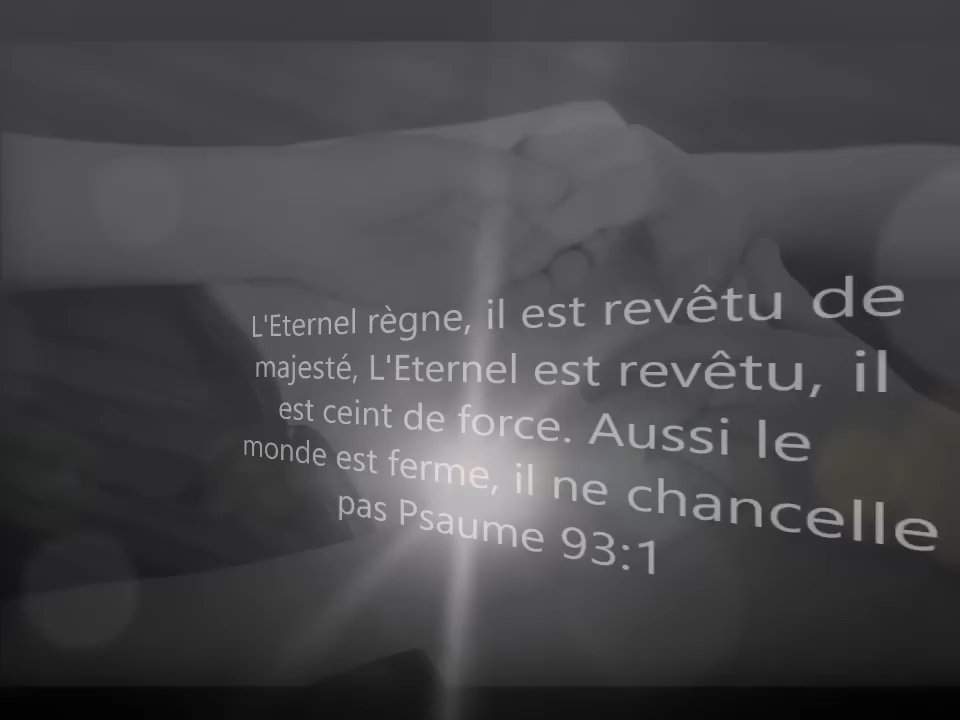 L'Eternel règne, il est revêtu de
majesté, L'Eternel est revêtu, il
est ceint de force. Aussi le
monde est ferme, il ne chancelle
pas Psaume 93:1